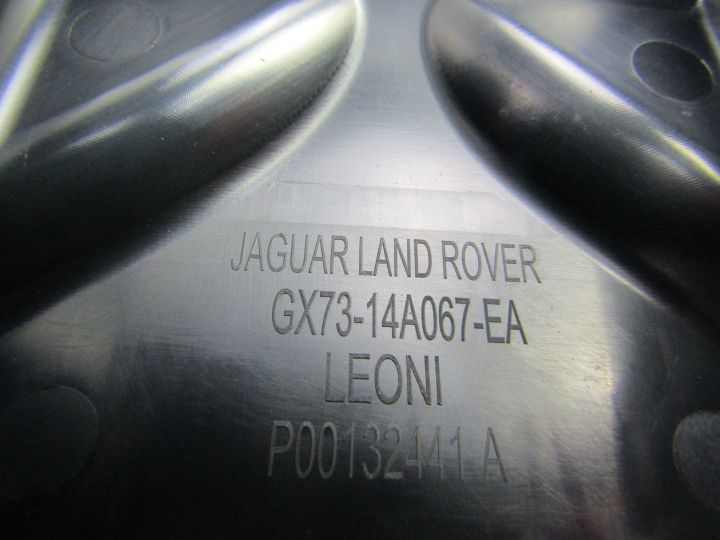 JAGUAR LAND ROVER
GX73-14A067-EA
LEONI
P00132441 A